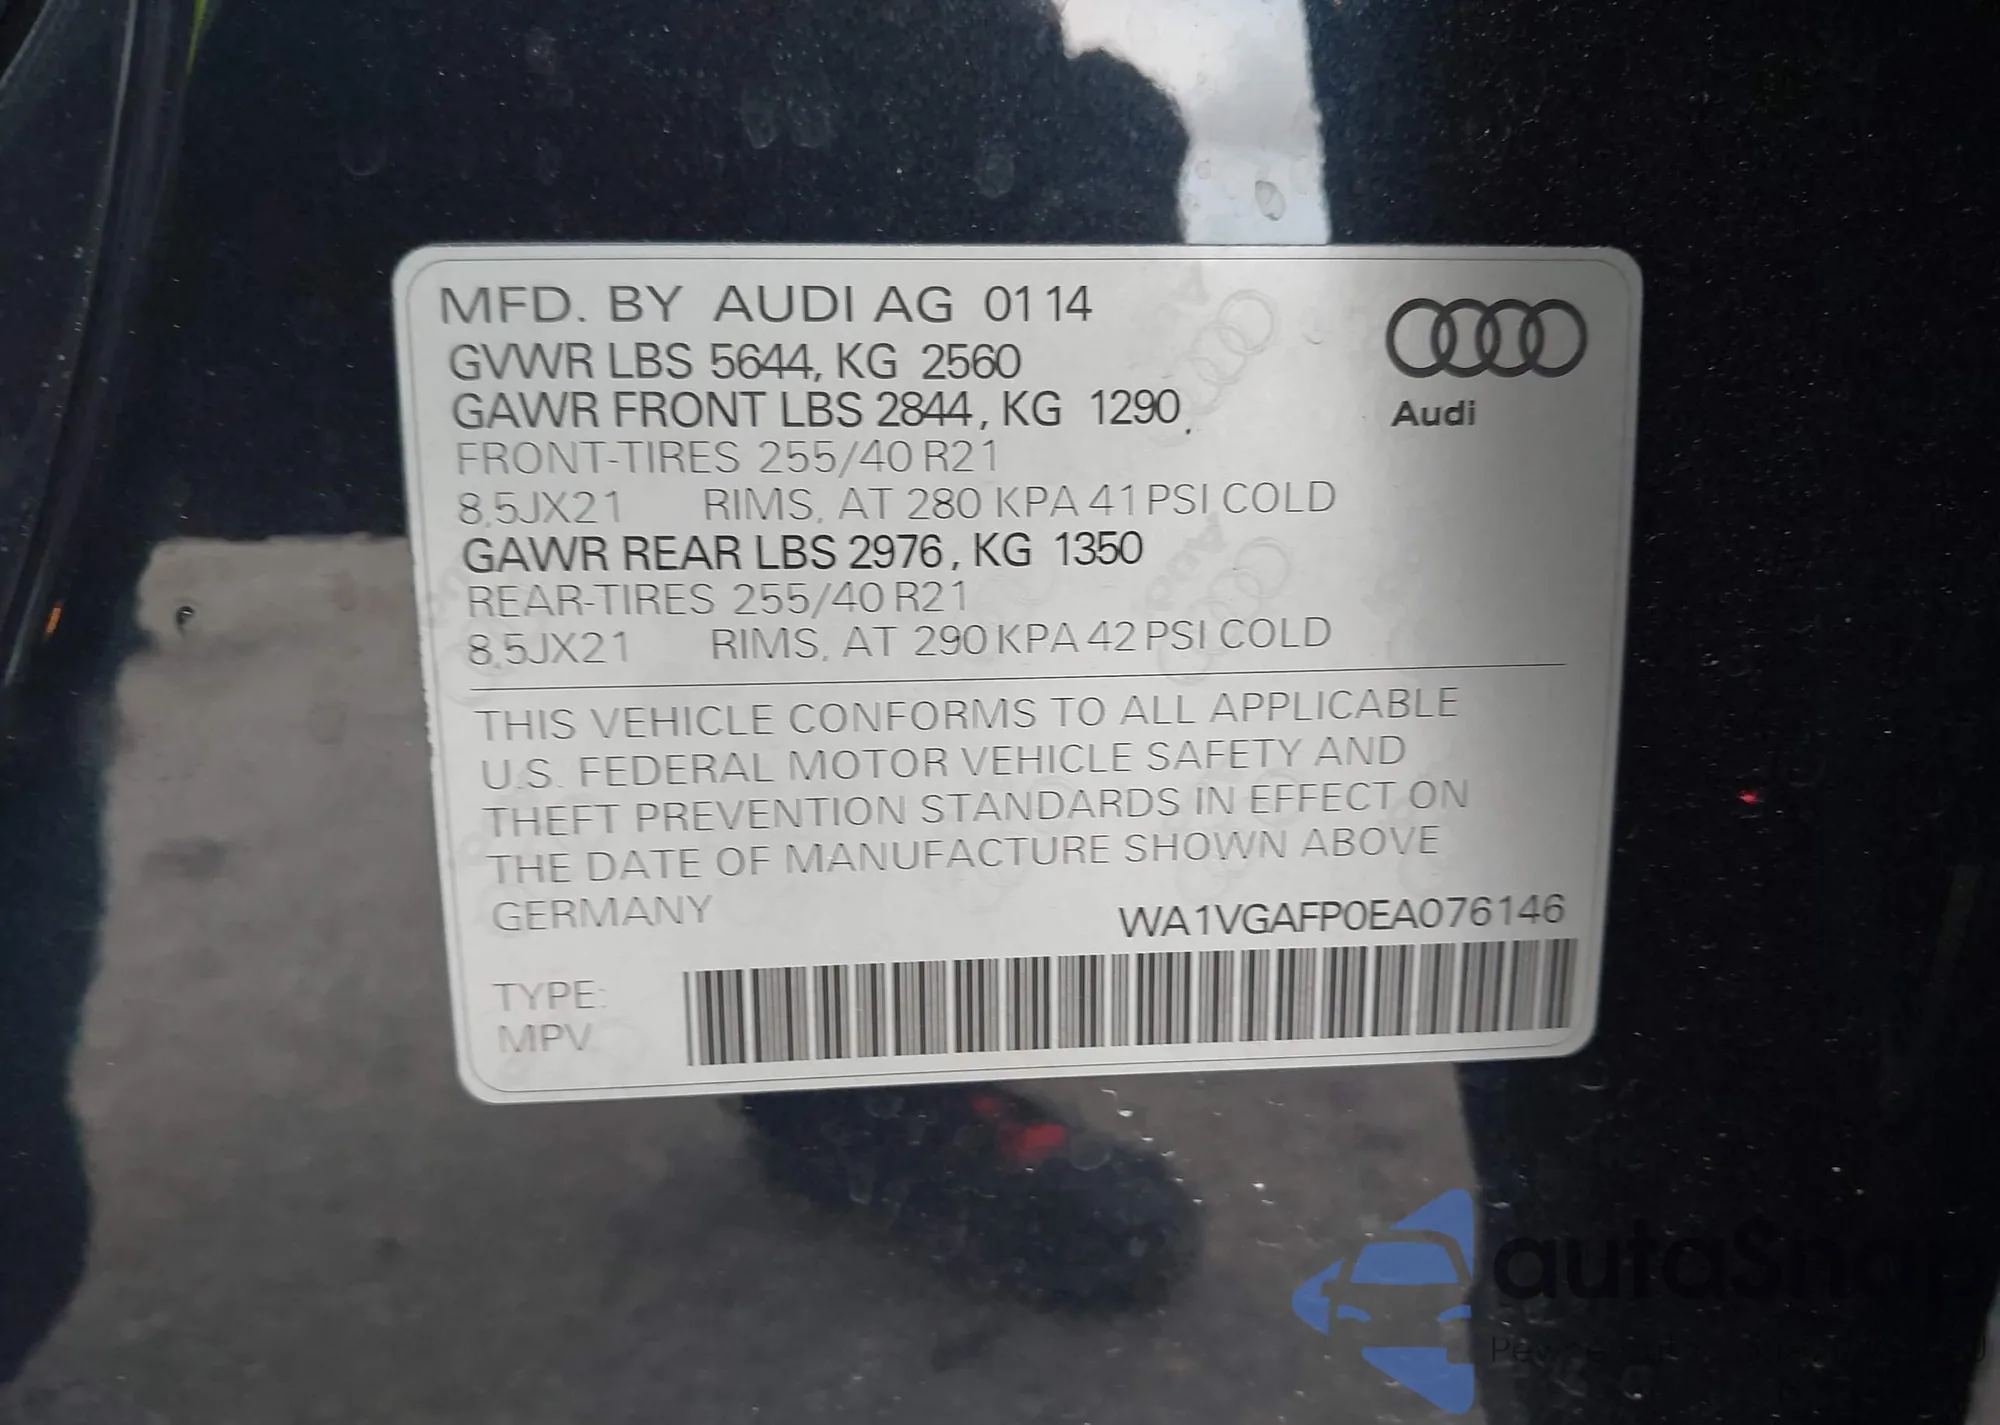 MFD. BY AUDI AG 01 14
GVWR LBS 5644, KG 2560
GAWR FRONT LBS 2844, KG 1290,
FRONT-TIRES 255/40 R21
8.5JX21 RIMS, AT 280 KPA 41 PSI COLD
GAWR REAR LBS 2976, KG 1350
REAR-TIRES 255/40 R21
8.5JX21 RIMS, AT 290 KPA 42 PSI COLD
Audi
THIS VEHICLE CONFORMS TO ALL APPLICABLE
U.S. FEDERAL MOTOR VEHICLE SAFETY AND
THEFT PREVENTION STANDARDS IN EFFECT ON
THE DATE OF MANUFACTURE SHOWN ABOVE
GERMANY WA1VGAFP0EA076146
TYPE:
MPV
autaSnap